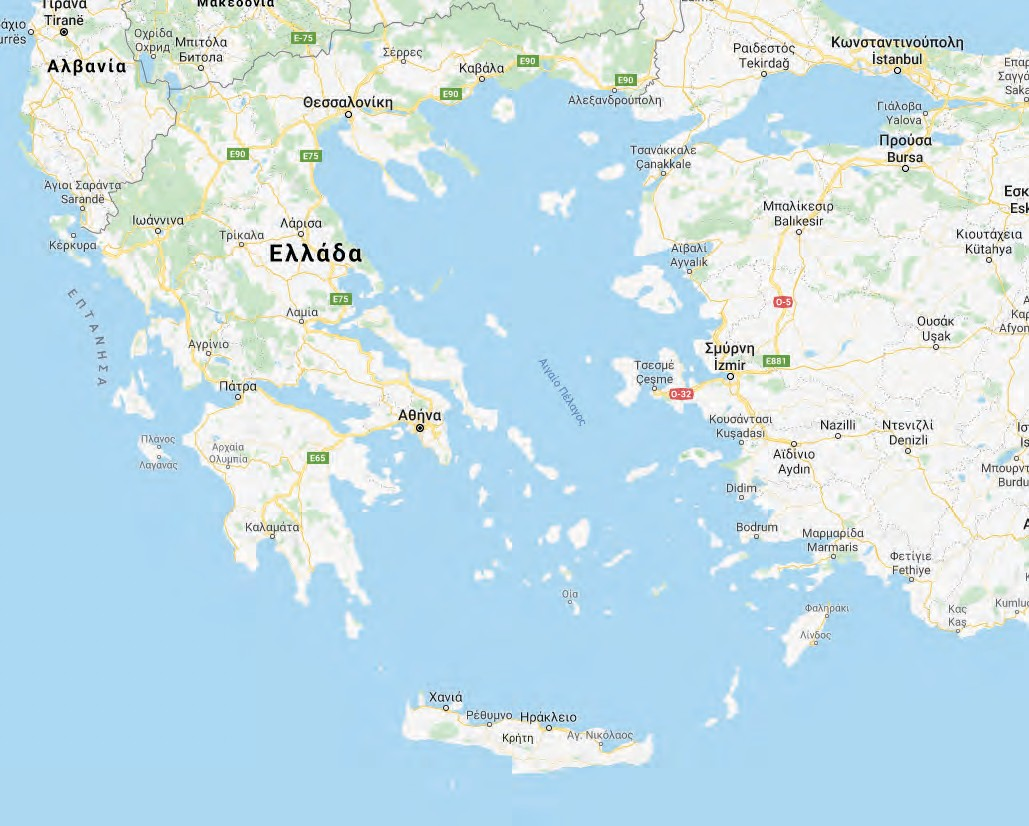 Τίρανα
Tiranë
Μακεδονία
Οχρίδα
Охрид
Μπιτόλα
Битола
Αλβανία
E-75
Σέρρες
Καβάλα
E90
E90
E90
Αλεξανδρούπολη
Ραιδεστός
Tekirdağ
Κωνσταντινούπολη
İstanbul
Γιάλοβα
Yalova
Θεσσαλονίκη
Προύσα
Bursa
E90
E75
Τσανάκκαλε
Çanakkale
Άγιοι Σαράντα
Sarandë
Μπαλίκεσιρ
Balıkesir
Ιωάννινα
Λάρισα
Τρίκαλα
Κέρκυρα
Ελλάδα
Αϊβαλί
Ayvalık
Κιουτάχεια
Kütahya
ΕΠΤΑΝΗΣΑ
E75
Λαμία
O-5
Αγρίνιο
Ουσάκ
Uşak
Σμύρνη
İzmir
E881
Τσεσμέ
Çeşme
O-32
Αιγαίο Πέλαγος
Πάτρα
Αθήνα
Κουσάντασι
Kuşadası
Nazilli
Ντενιζλί
Denizli
Πλάνος
Λαγανάς
Αρχαία
Ολυμπία
E65
Αϊδίνιο
Aydın
Didim
Καλαμάτα
Bodrum
Μαρμαρίδα
Marmaris
Φετίγιε
Fethiye
Οία
Φαληράκι
Λίνδος
Κας
Kaş
Χανιά
Ρέθυμνο
Ηράκλειο
Κρήτη
Αγ. Νικόλαος